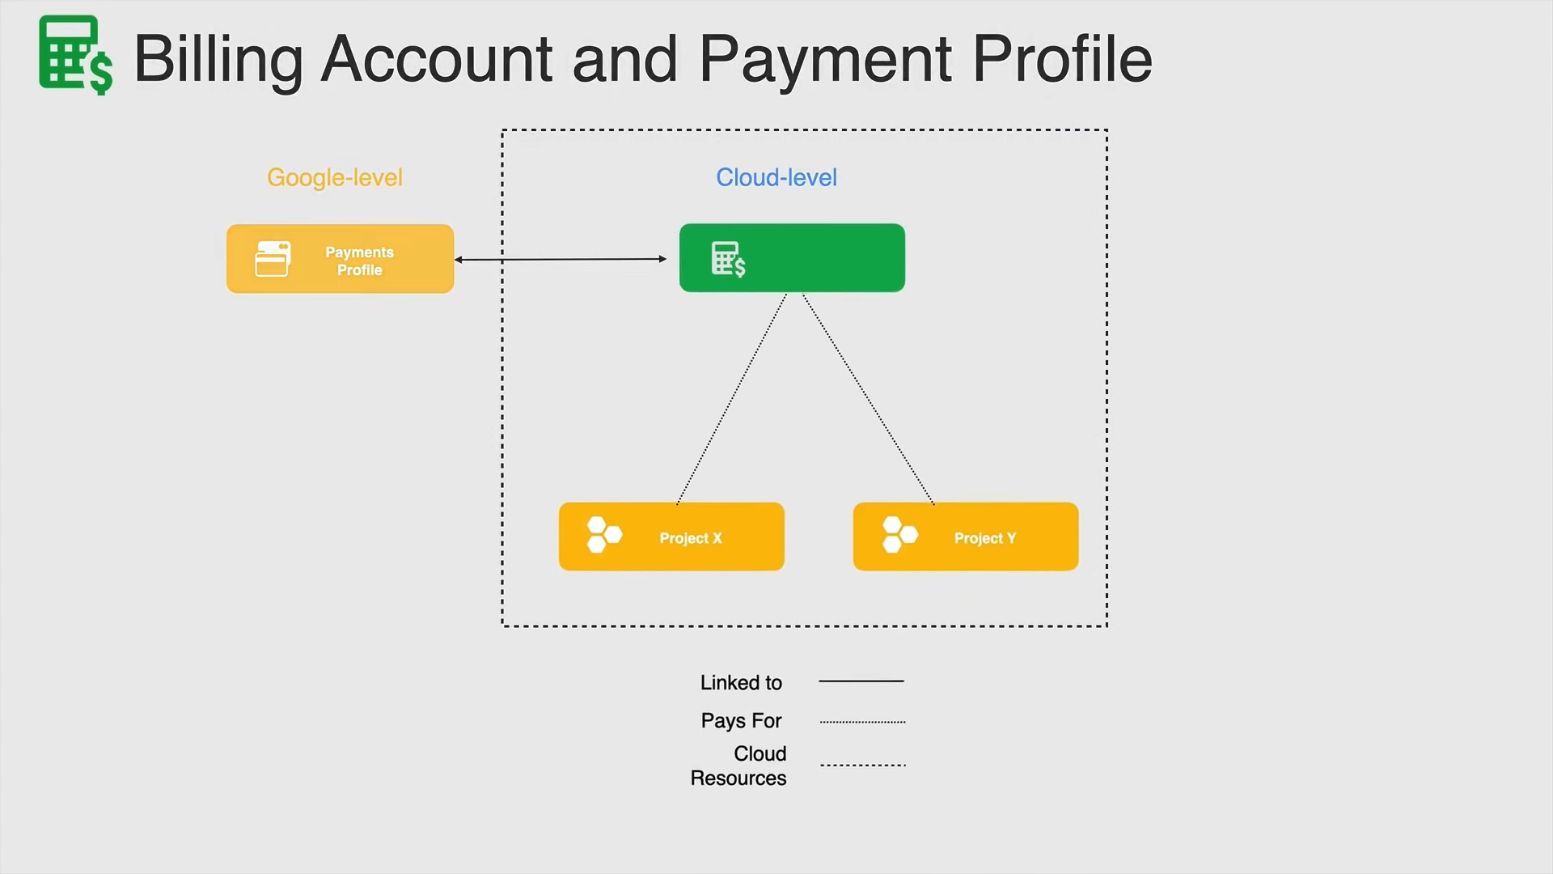 Billing Account and Payment Profile
Google-level
Cloud-level
Payments
Profile
Project X
Project Y
Linked to
Pays For
Cloud
Resources